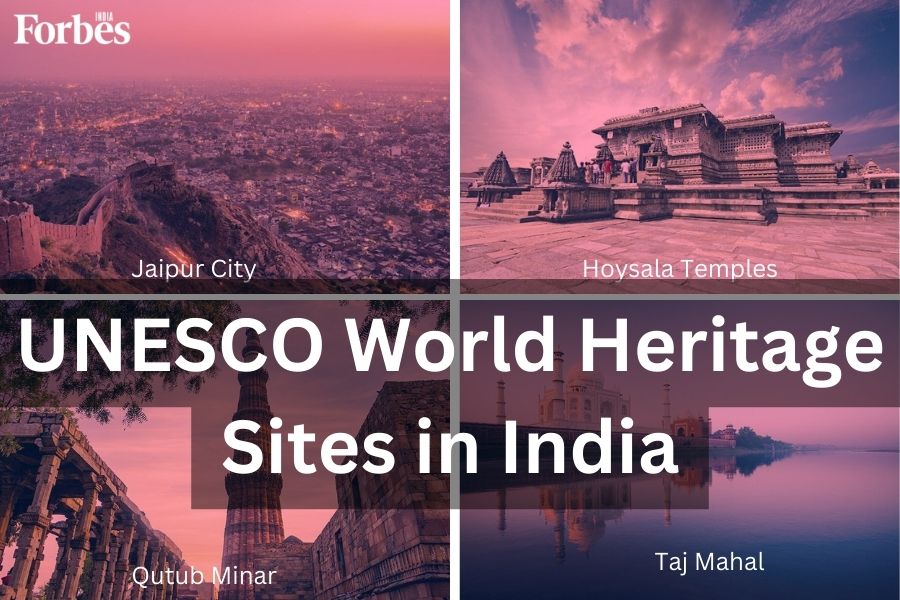 Forbes
INDIA
Jaipur City
Hoysala Temples
UNESCO World Heritage
Sites in India
Qutub Minar
Taj Mahal